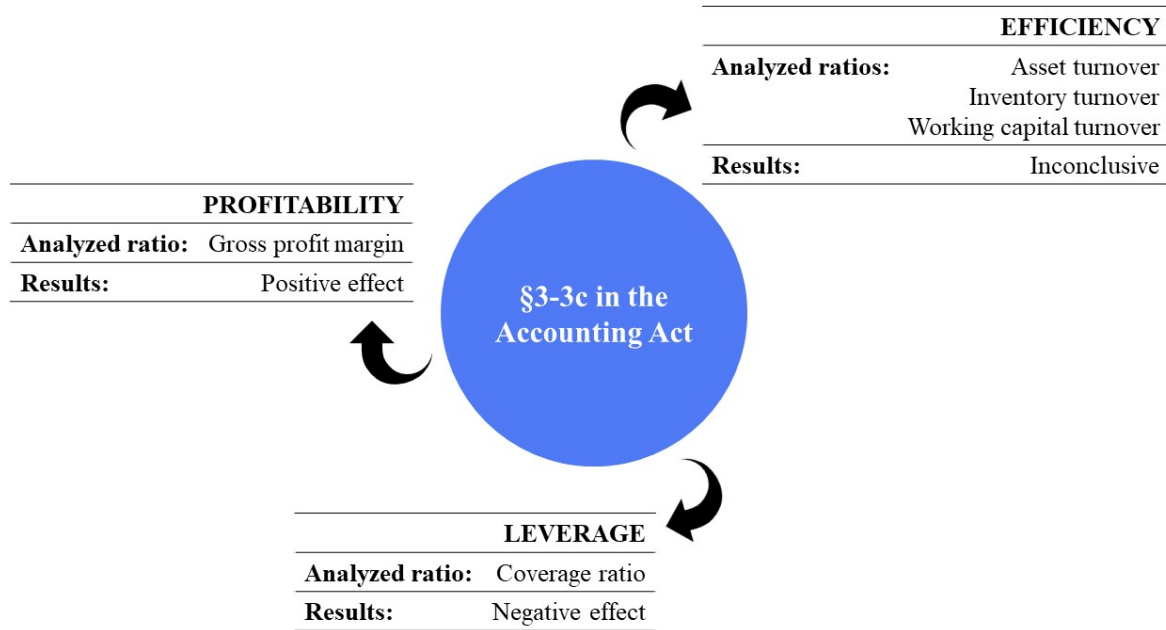 EFFICIENCY
Analyzed ratios: Asset turnover
Inventory turnover
Working capital turnover
Results: Inconclusive
PROFITABILITY
Analyzed ratio: Gross profit margin
Results: Positive effect
§3-3c in the
Accounting Act
LEVERAGE
Analyzed ratio: Coverage ratio
Results: Negative effect